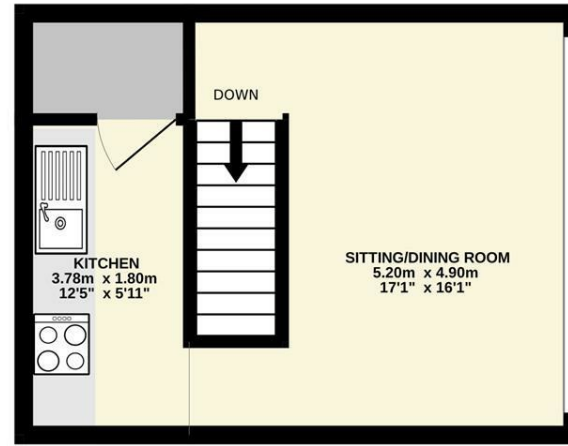 DOWN
KITCHEN
3.78m x 1.80m
12'5" x 5'11"
SITTING/DINING ROOM
5.20m x 4.90m
17'1" x 16'1"